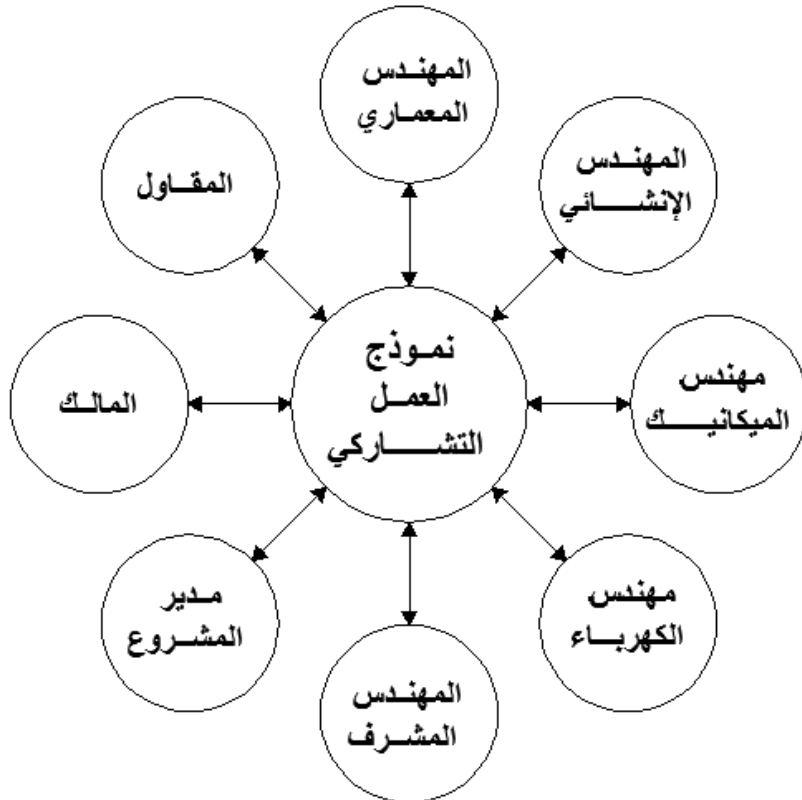 المهندس
المعماري
المهندس
الإنشائي
المقاول
نموذج
العمل
التشاركي
مهندس
الميكانيك
المالك
مهندس
الكهرباء
مدير
المشروع
المهندس
المشرف